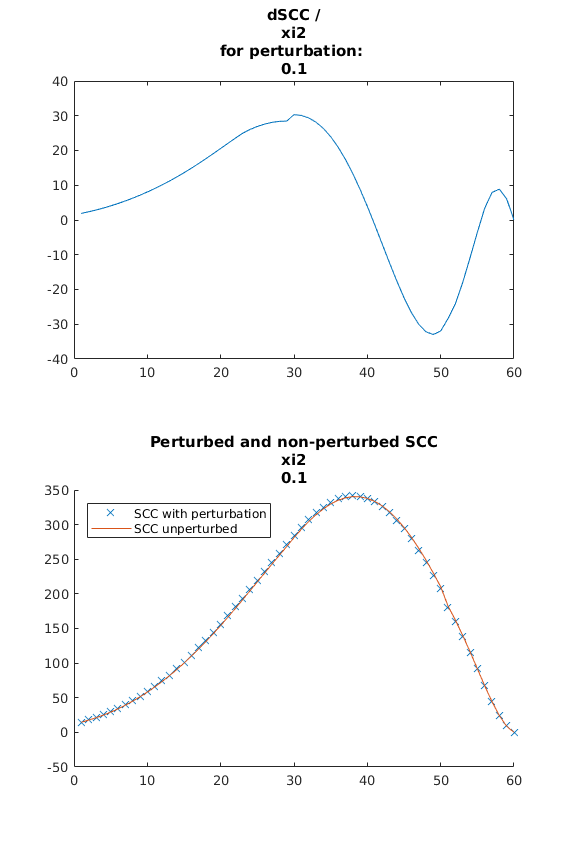 dSCC /
xi2
for perturbation:
0.1
40
30
20
10
0
-10
-20
-30
-40
0 10 20 30 40 50 60
Perturbed and non-perturbed SCC
xi2
0.1
350
300
250
200
150
100
50
0
-50
SCC with perturbation
SCC unperturbed
0 10 20 30 40 50 60